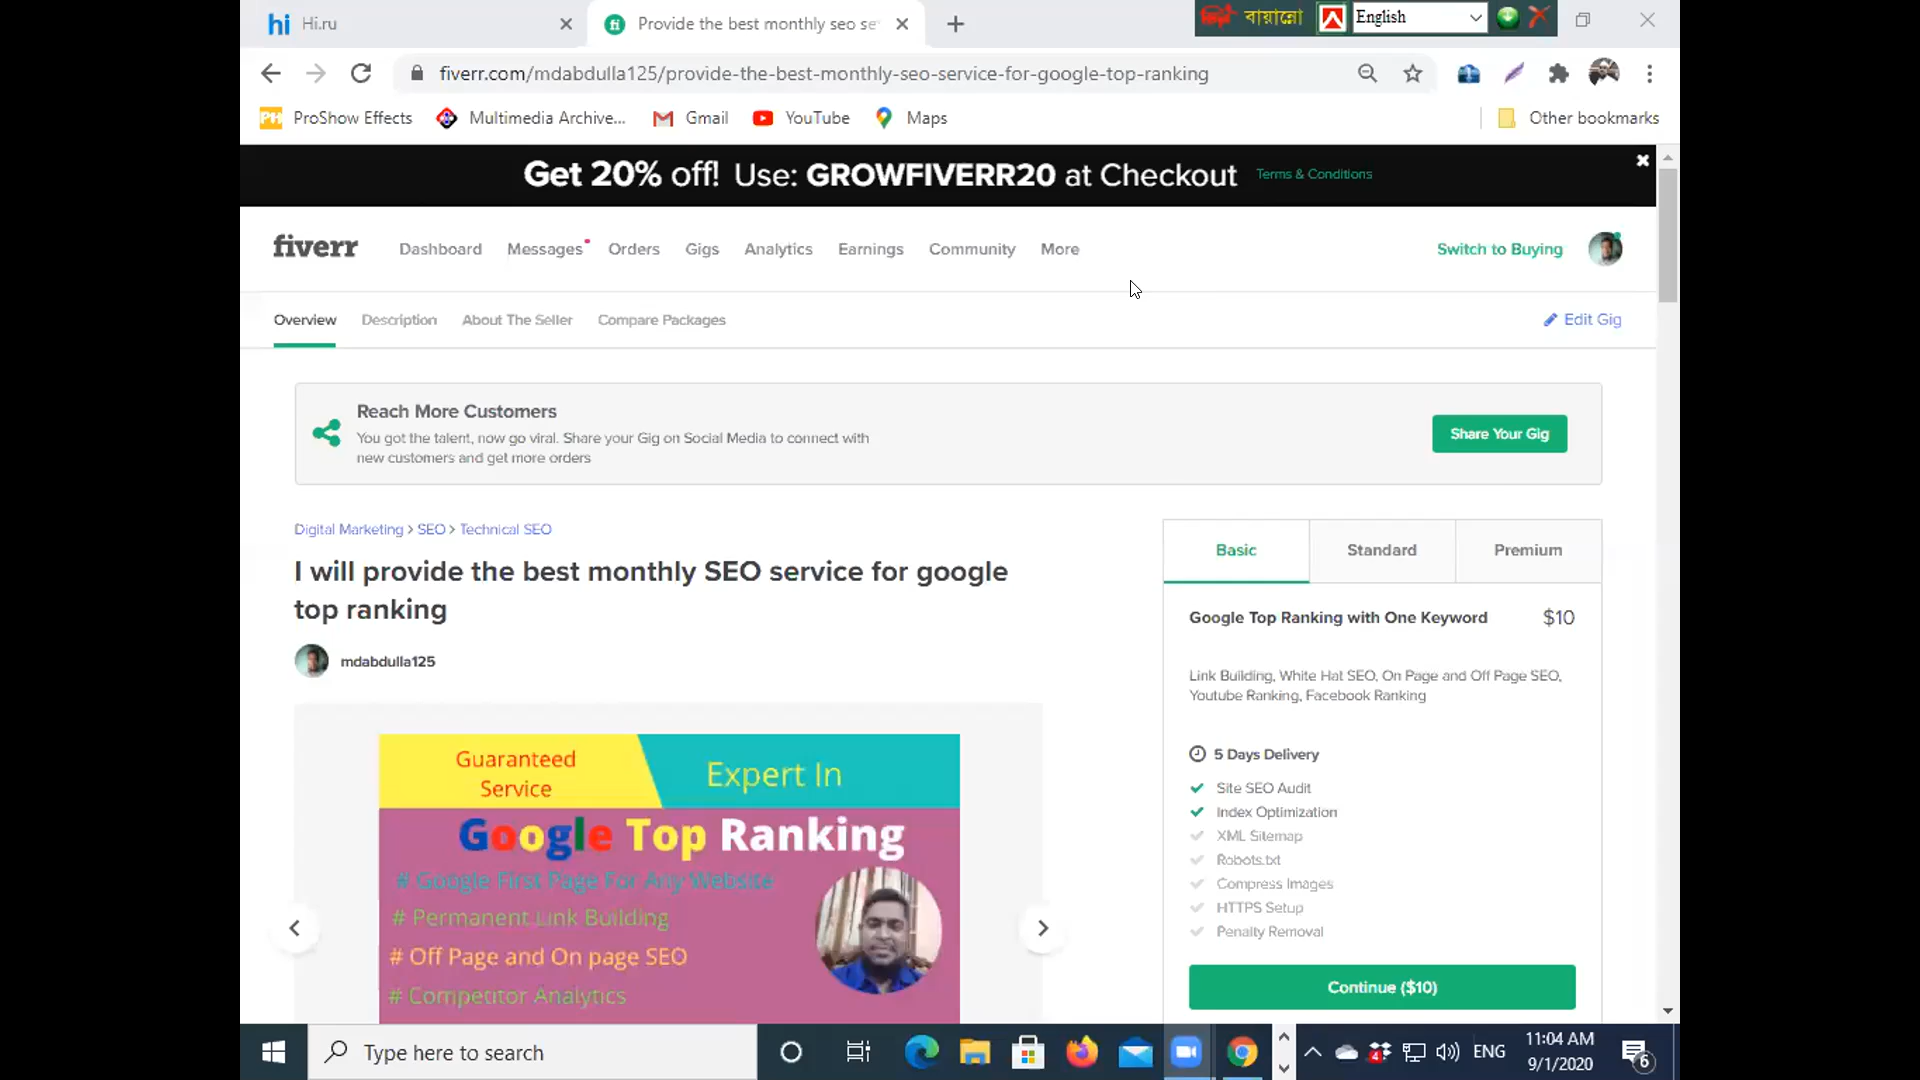 Hi.ru
Provide the best monthly seo se
বায়ান্নো
English
fiverr.com/mdabdulla125/provide-the-best-monthly-seo-service-for-google-top-ranking
ProShow Effects
Multimedia Archive...
Gmail
YouTube
Maps
Other bookmarks
Get 20% off! Use: GROWFIVERR20 at Checkout
Terms & Conditions
fiverr
Dashboard
Messages
Orders
Gigs
Analytics
Earnings
Community
More
Switch to Buying
Overview
Description
About The Seller
Compare Packages
Edit Gig
Reach More Customers
You got the talent, now go viral. Share your Gig on Social Media to connect with
new customers and get more orders
Share Your Gig
Digital Marketing > SEO > Technical SEO
I will provide the best monthly SEO service for google
top ranking
mdabdulla125
Guaranteed
Service
Expert In
Google Top Ranking
# Google First Page For Any Website
# Permanent Link Building
# Off Page and On page SEO
# Competitor Analytics
Basic
Standard
Premium
Google Top Ranking with One Keyword
$10
Link Building, White Hat SEO, On Page and Off Page SEO,
Youtube Ranking, Facebook Ranking
5 Days Delivery
Site SEO Audit
Index Optimization
XML Sitemap
Robots.txt
Compress Images
HTTPS Setup
Penalty Removal
Continue ($10)
Type here to search
4
ENG
11:04 AM
9/1/2020
6